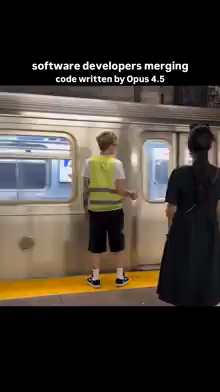 software developers merging
code written by Opus 4.5